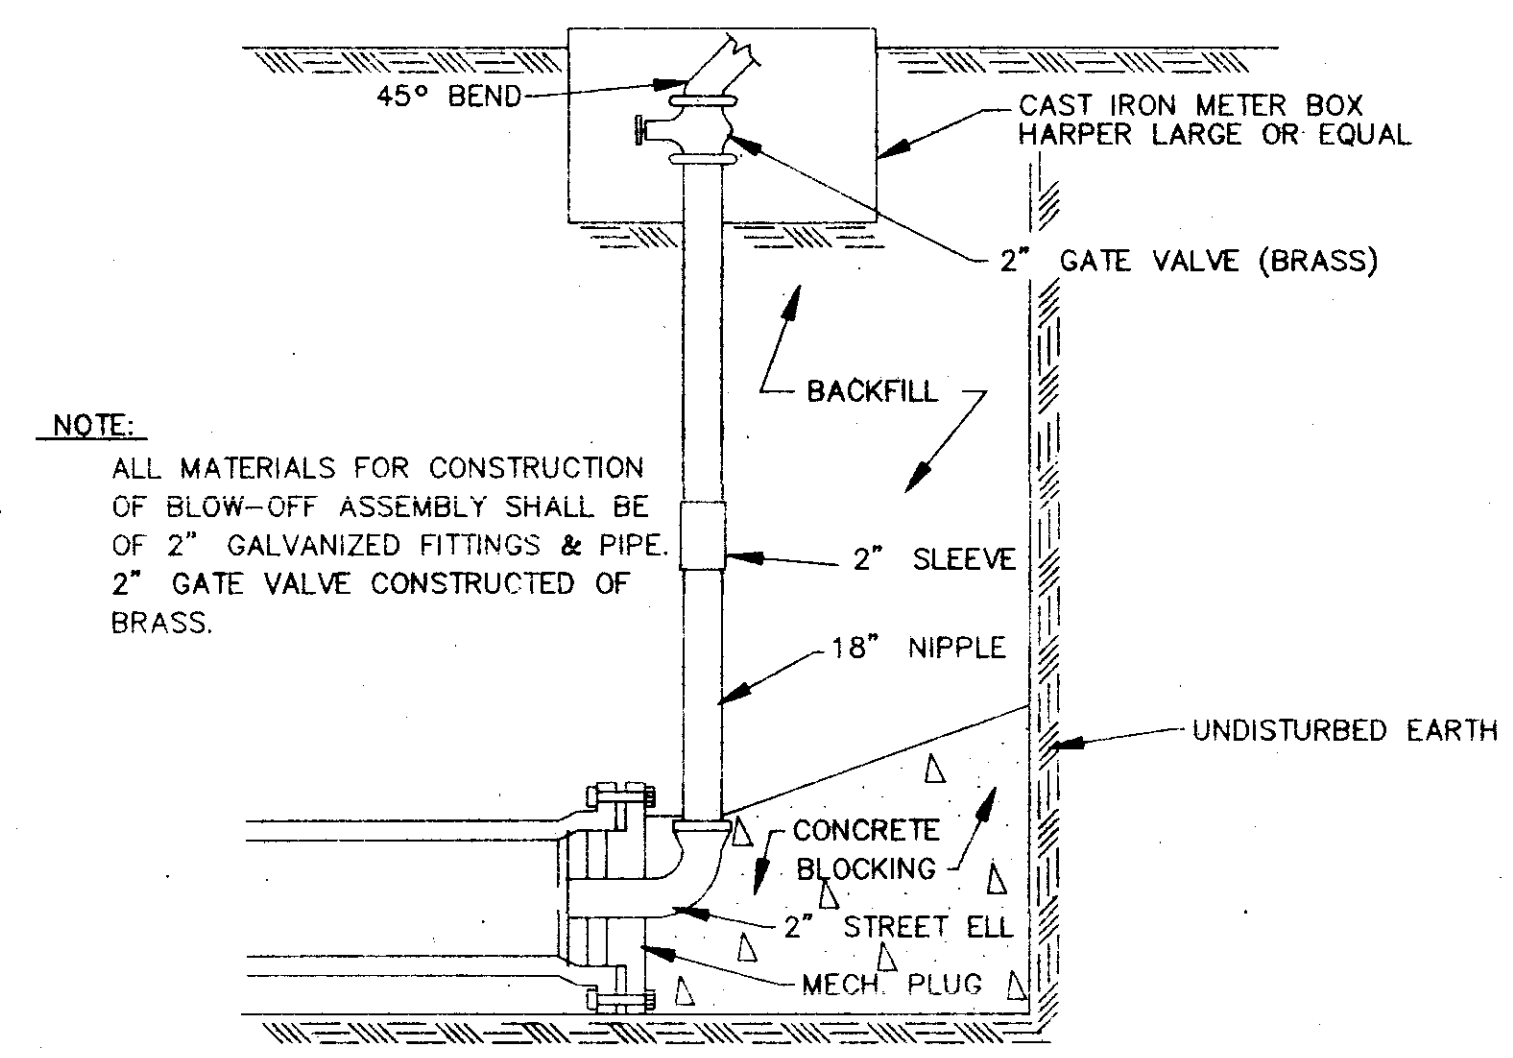 45° BEND
CAST IRON METER BOX
HARPER LARGE OR EQUAL
2" GATE VALVE (BRASS)
BACKFILL
NOTE:
ALL MATERIALS FOR CONSTRUCTION
OF BLOW-OFF ASSEMBLY SHALL BE
OF 2" GALVANIZED FITTINGS & PIPE.
2" GATE VALVE CONSTRUCTED OF
BRASS.
2" SLEEVE
18" NIPPLE
UNDISTURBED EARTH
CONCRETE
BLOCKING
2" STREET ELL
MECH. PLUG